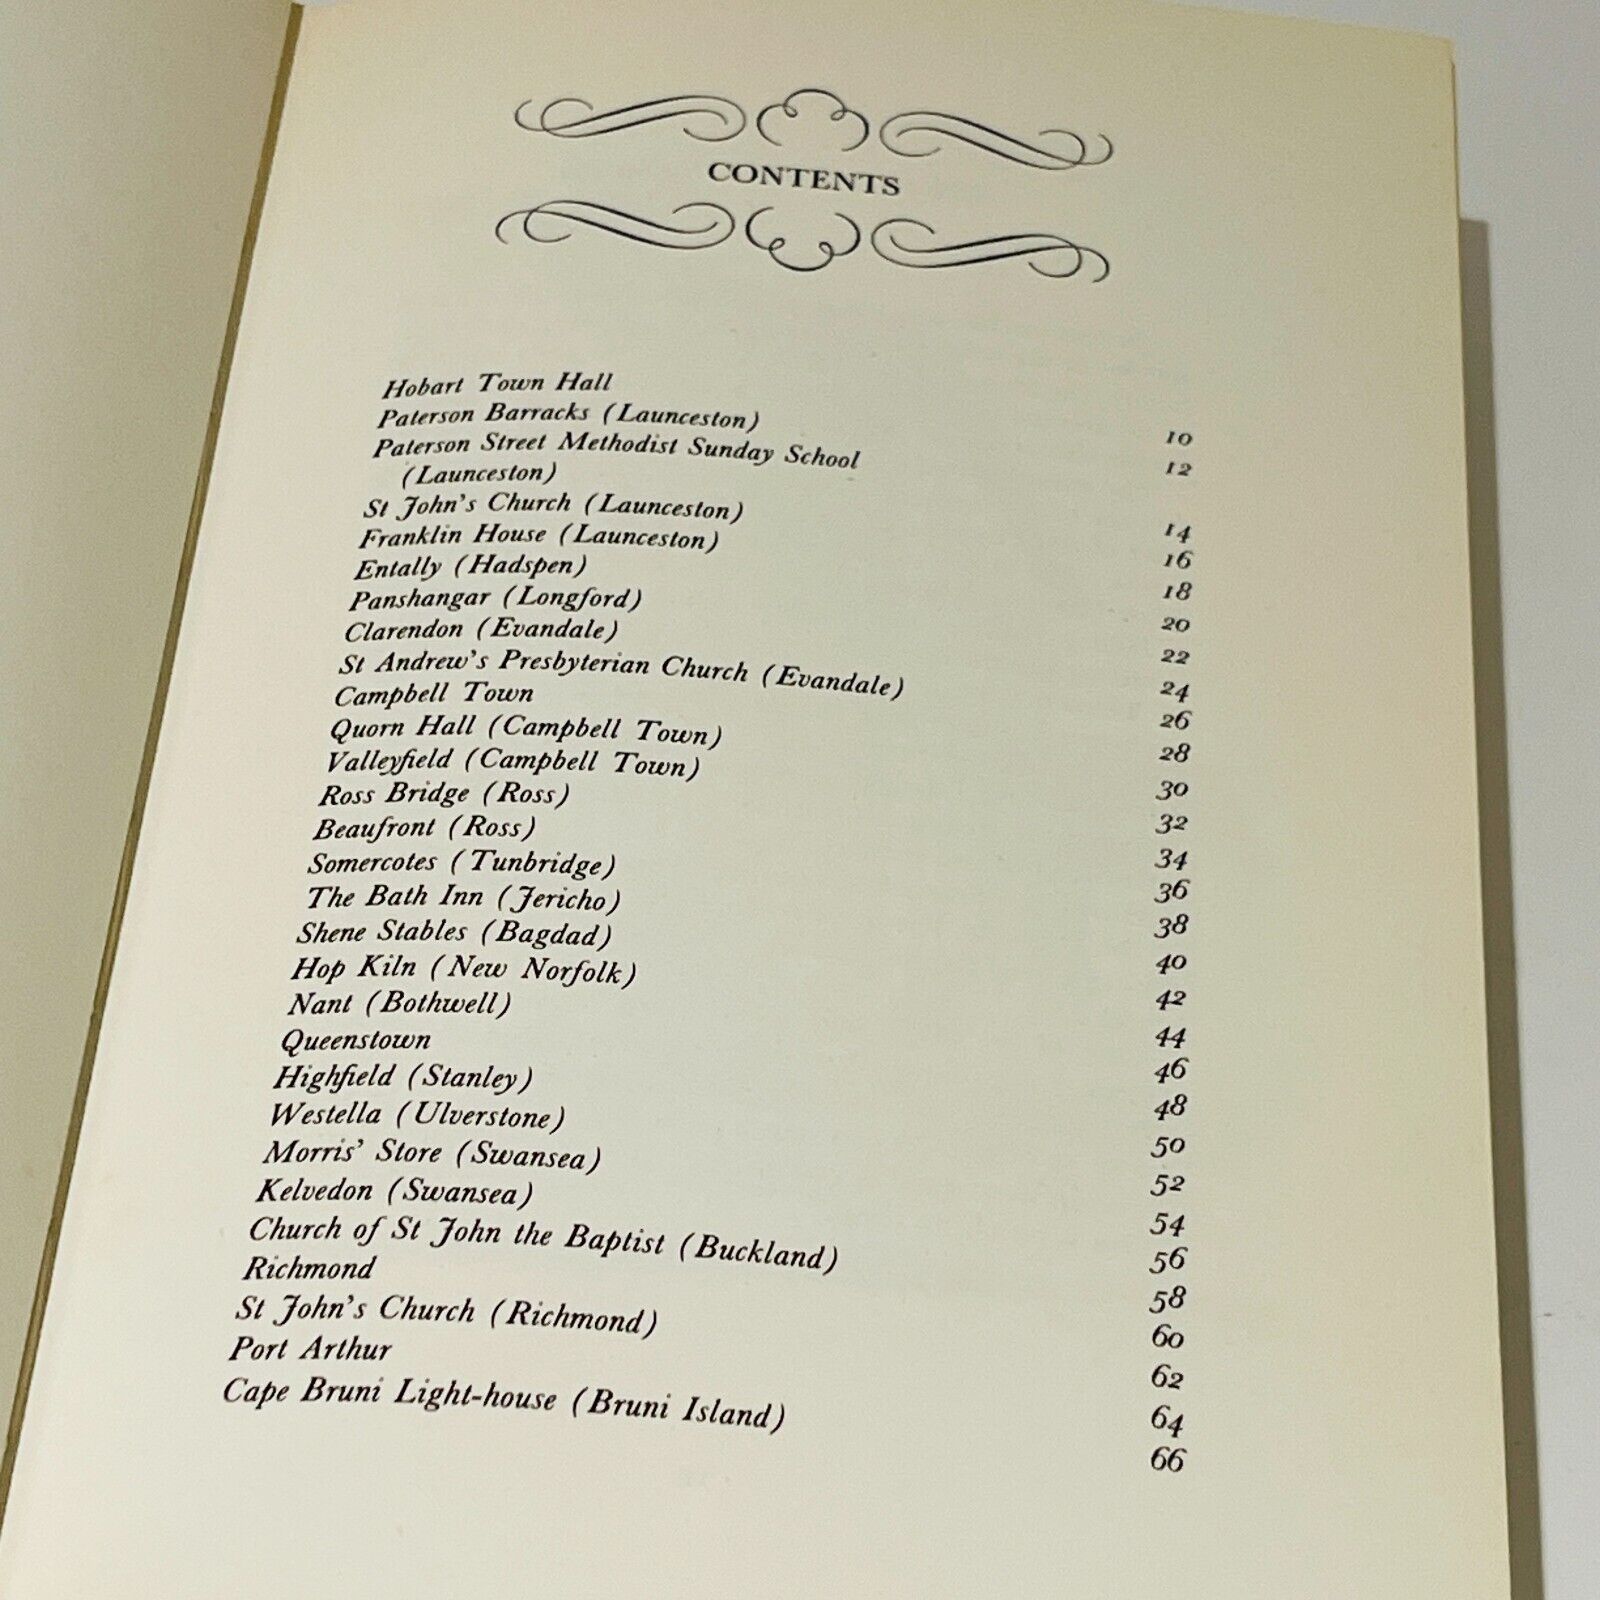 CONTENTS
Hobart Town Hall 10
Paterson Barracks (Launceston) 12
Paterson Street Methodist Sunday School
(Launceston) 14
St John's Church (Launceston) 16
Franklin House (Launceston) 18
Entally (Hadspen) 20
Panshangar (Longford) 22
Clarendon (Evandale) 24
St Andrew's Presbyterian Church (Evandale) 26
Campbell Town 28
Quorn Hall (Campbell Town) 30
Valleyfield (Campbell Town) 32
Ross Bridge (Ross) 34
Beaufront (Ross) 36
Somercotes (Tunbridge) 38
The Bath Inn (Jericho) 40
Shene Stables (Bagdad) 42
Hop Kiln (New Norfolk) 44
Nant (Bothwell) 46
Queenstown 48
Highfield (Stanley) 50
Westella (Ulverstone) 52
Morris' Store (Swansea) 54
Kelvedon (Swansea) 56
Church of St John the Baptist (Buckland) 58
Richmond 60
St John's Church (Richmond) 62
Port Arthur 64
Cape Bruni Light-house (Bruni Island) 66